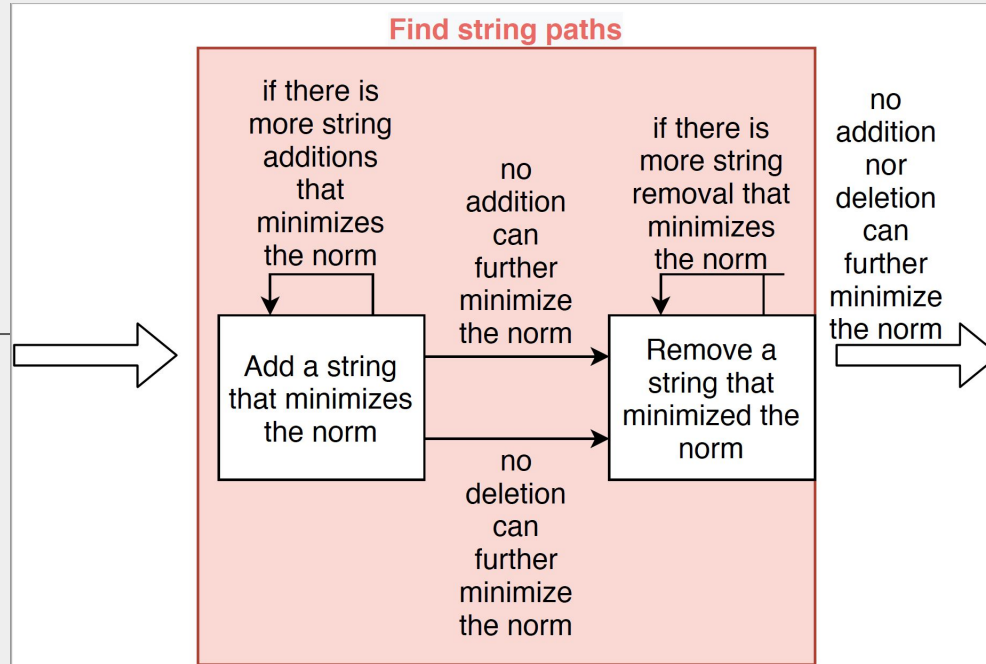 Find string paths
if there is
more string
additions
that
minimizes
the norm
no
addition
can
further
minimize
the norm
if there is
more string
removal that
minimizes
the norm
no
addition
nor
deletion
can
further
minimize
the norm
Add a string
that minimizes
the norm
Remove a
string that
minimized the
norm
no
deletion
can
further
minimize
the norm